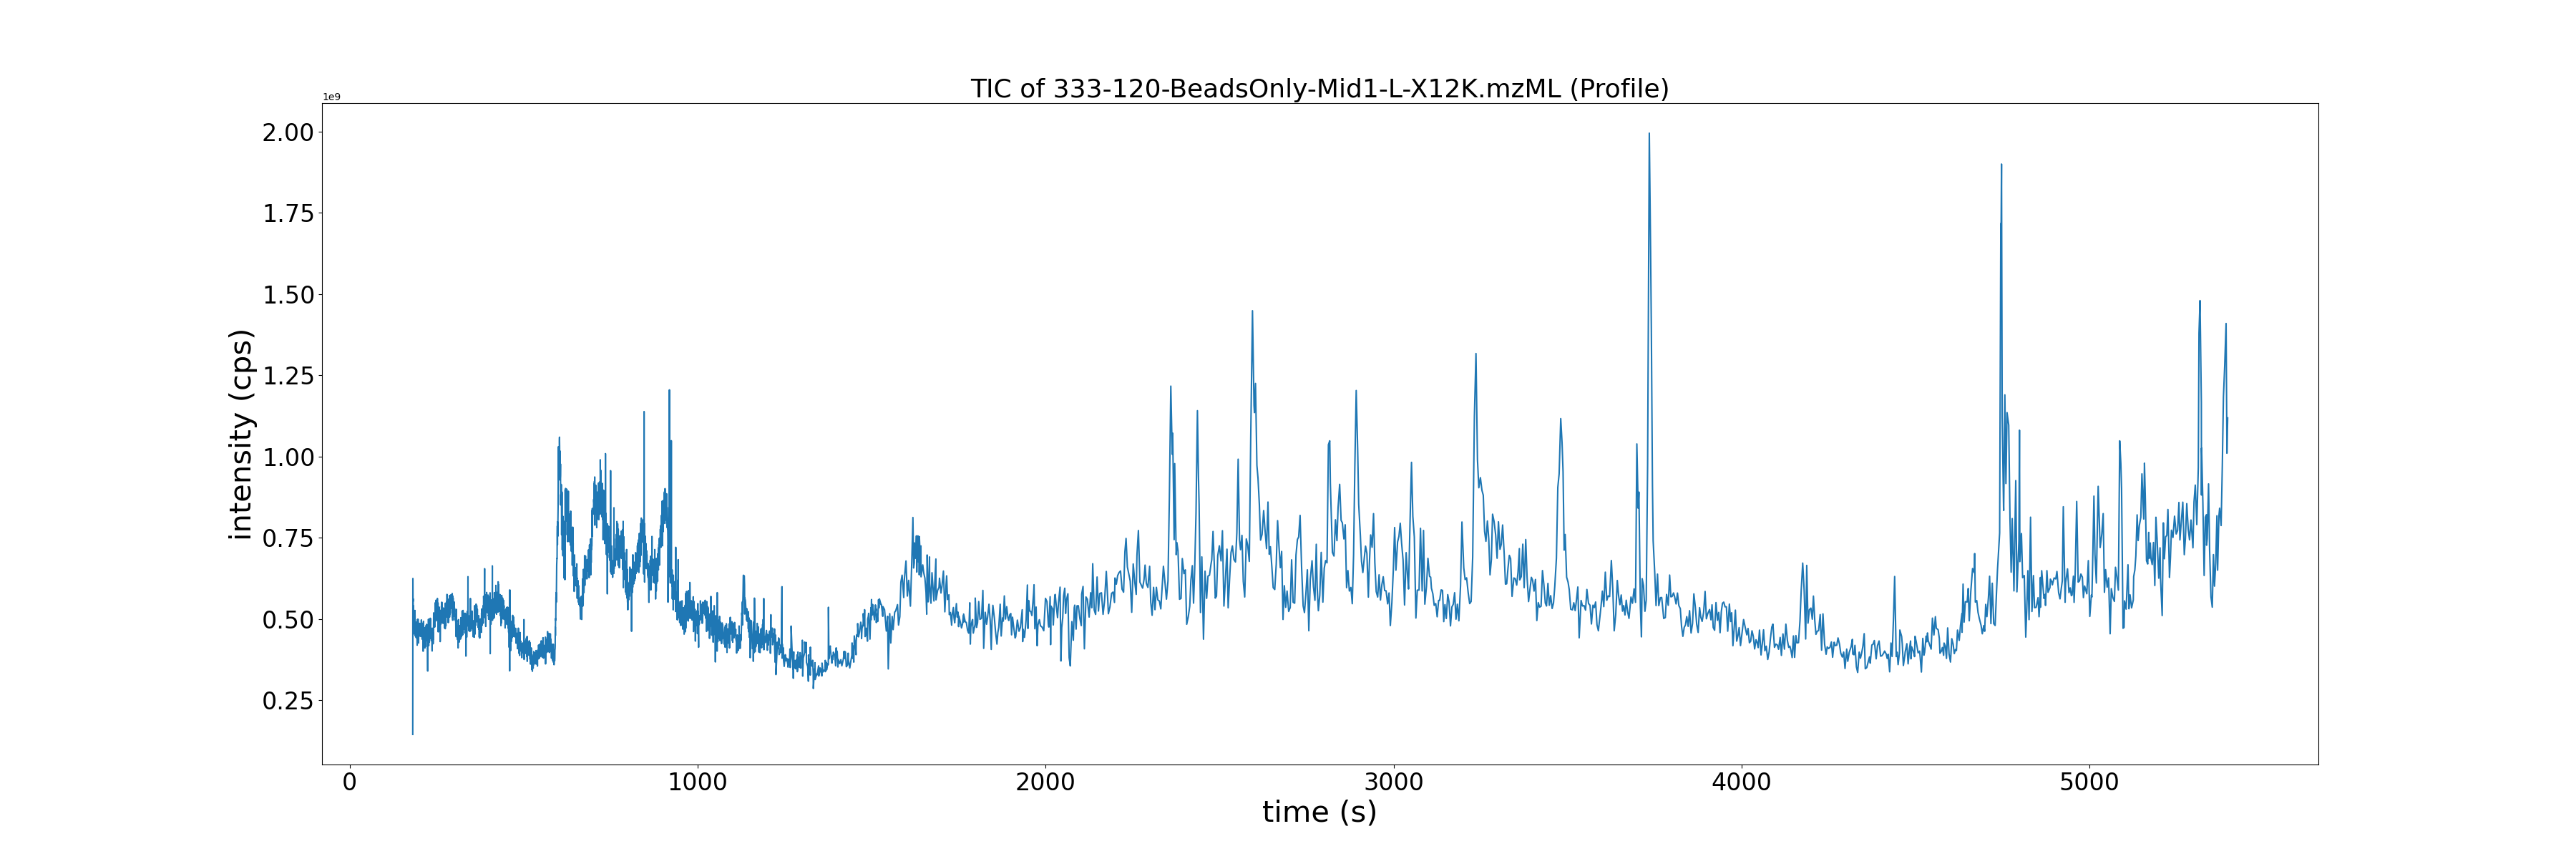 TIC of 333-120-BeadsOnly-Mid1-L-X12K.mzML (Profile)
1e9
2.00
1.75
1.50
1.25
1.00
0.75
0.50
0.25
intensity (cps)
0 1000 2000 3000 4000 5000
time (s)